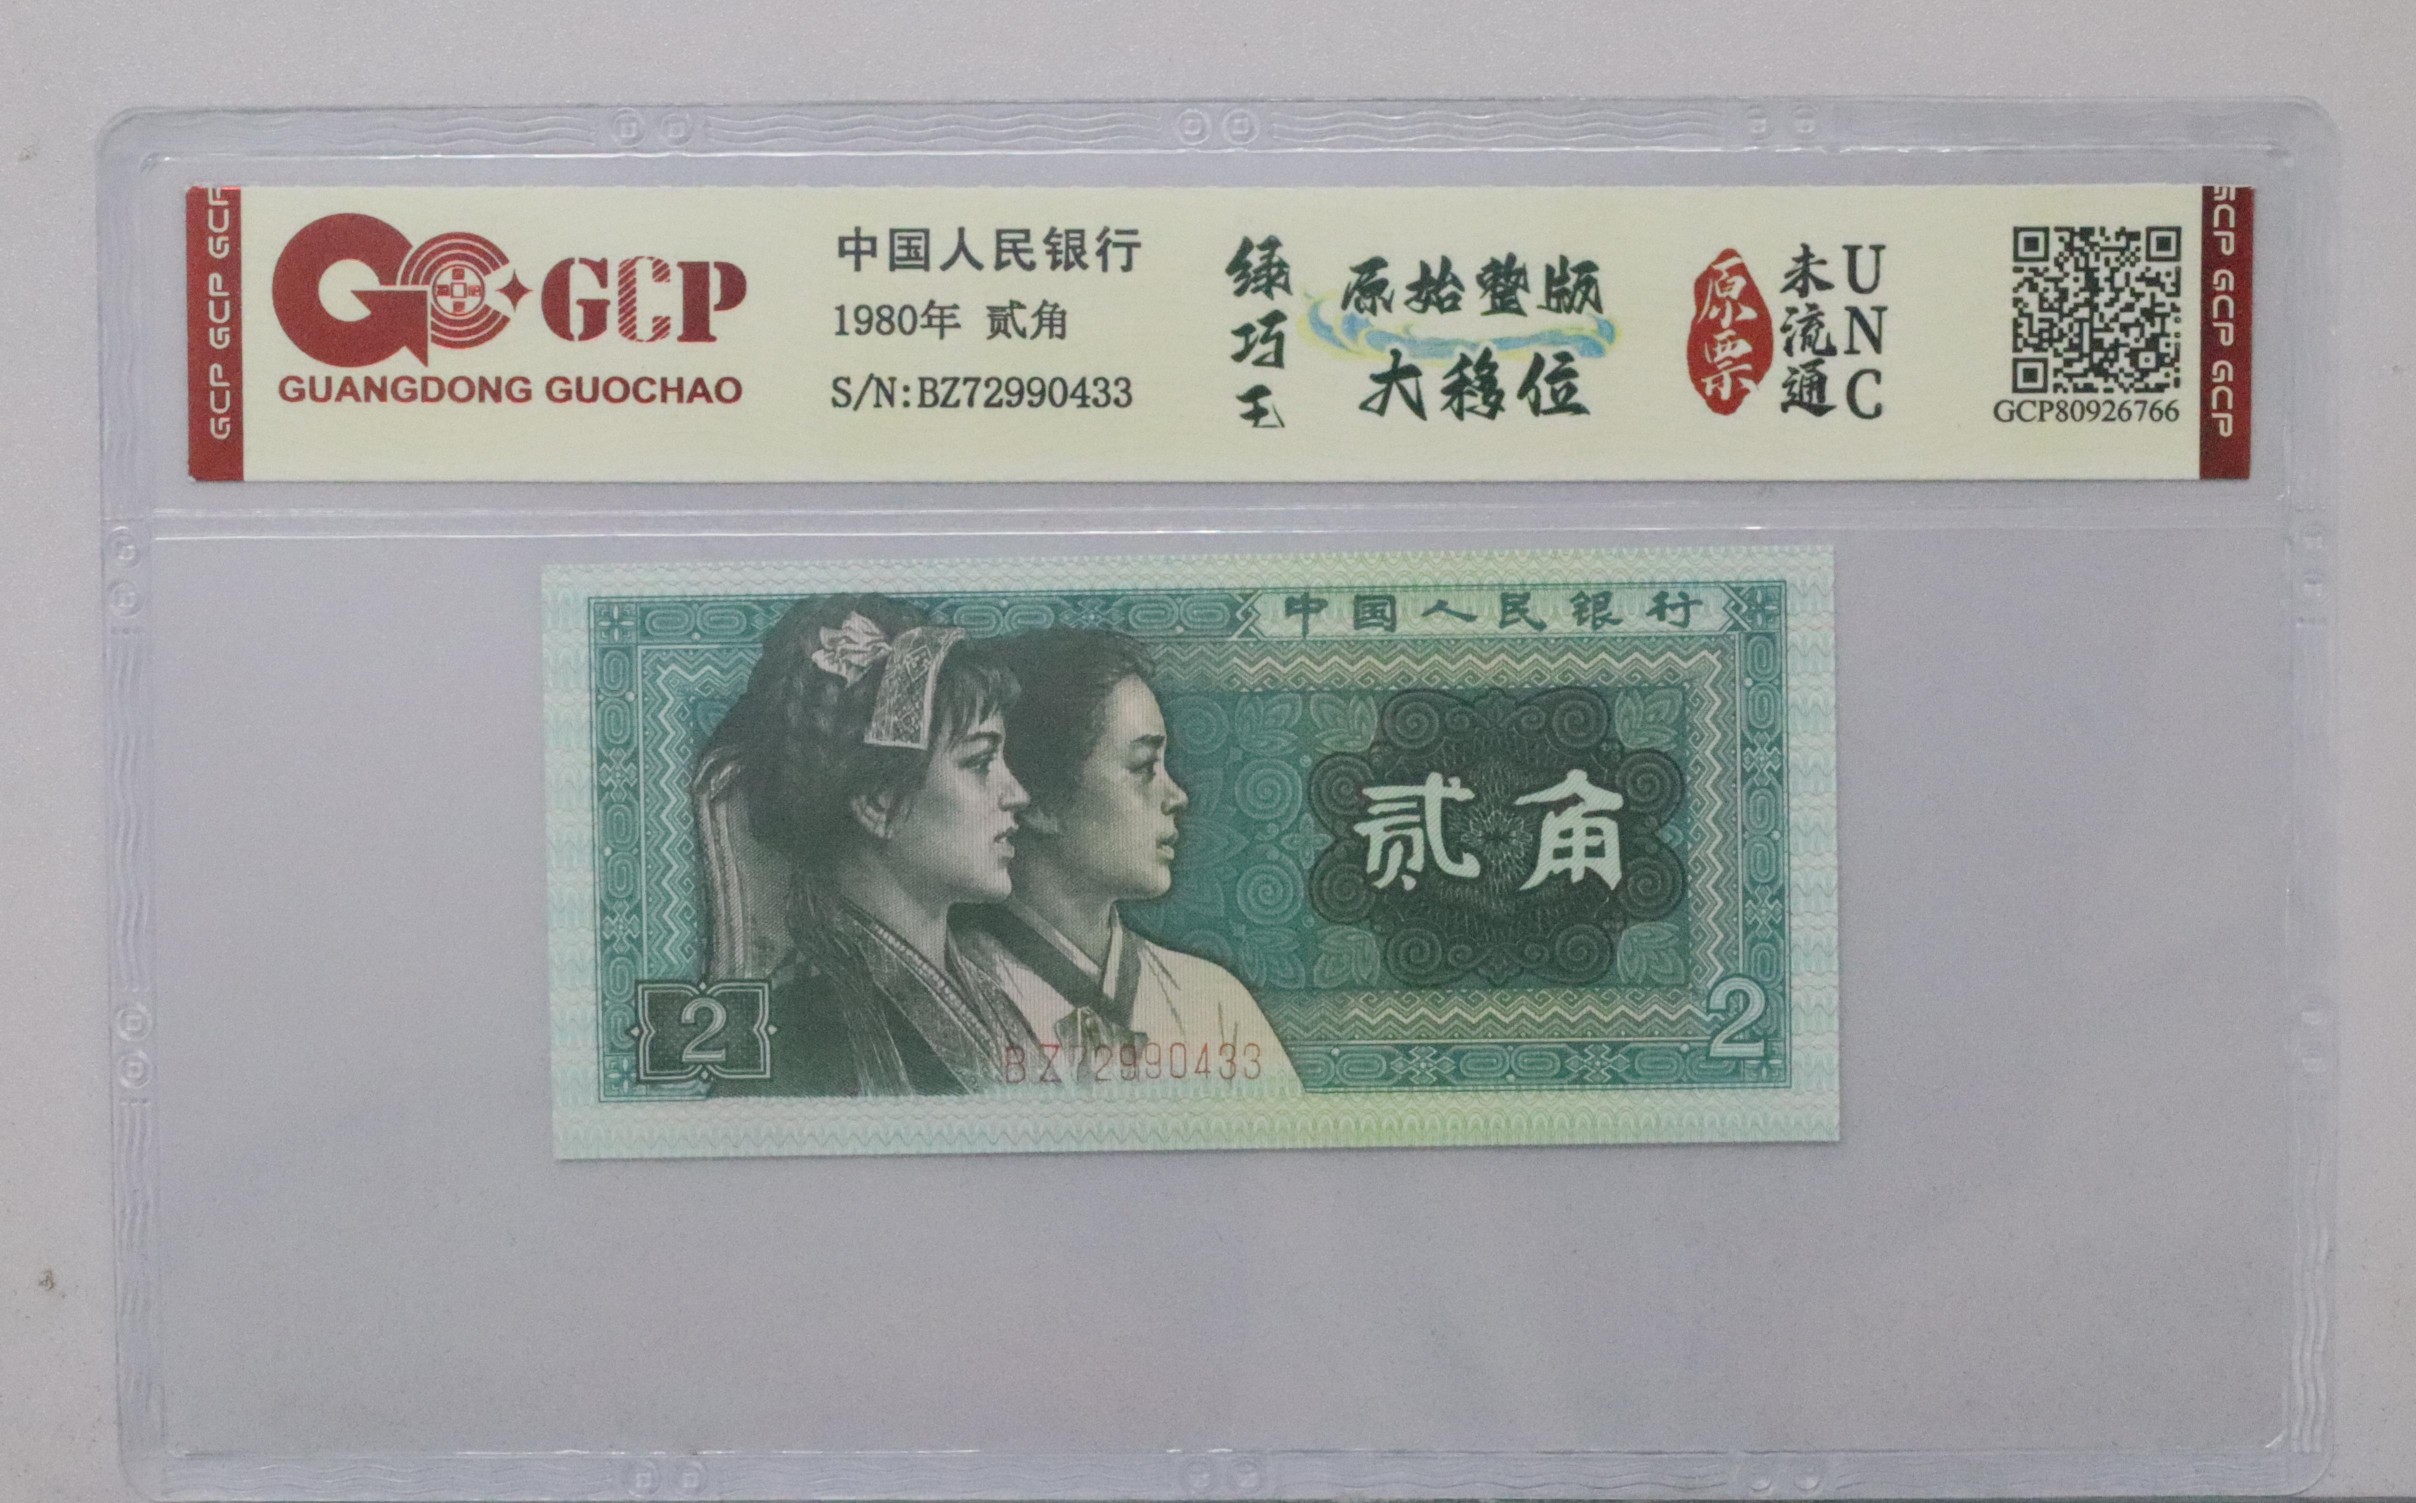 GCP GCP GCP
GCP
GUANGDONG GUOCHAO
中国人民银行
1980年 贰角
S/N:BZ72990433
绿巧玉
原始整版
大移位
原票
未流通
UNC
GCP80926766
GCP GCP GCP
中国人民银行
贰角
2
2
BZ72990433